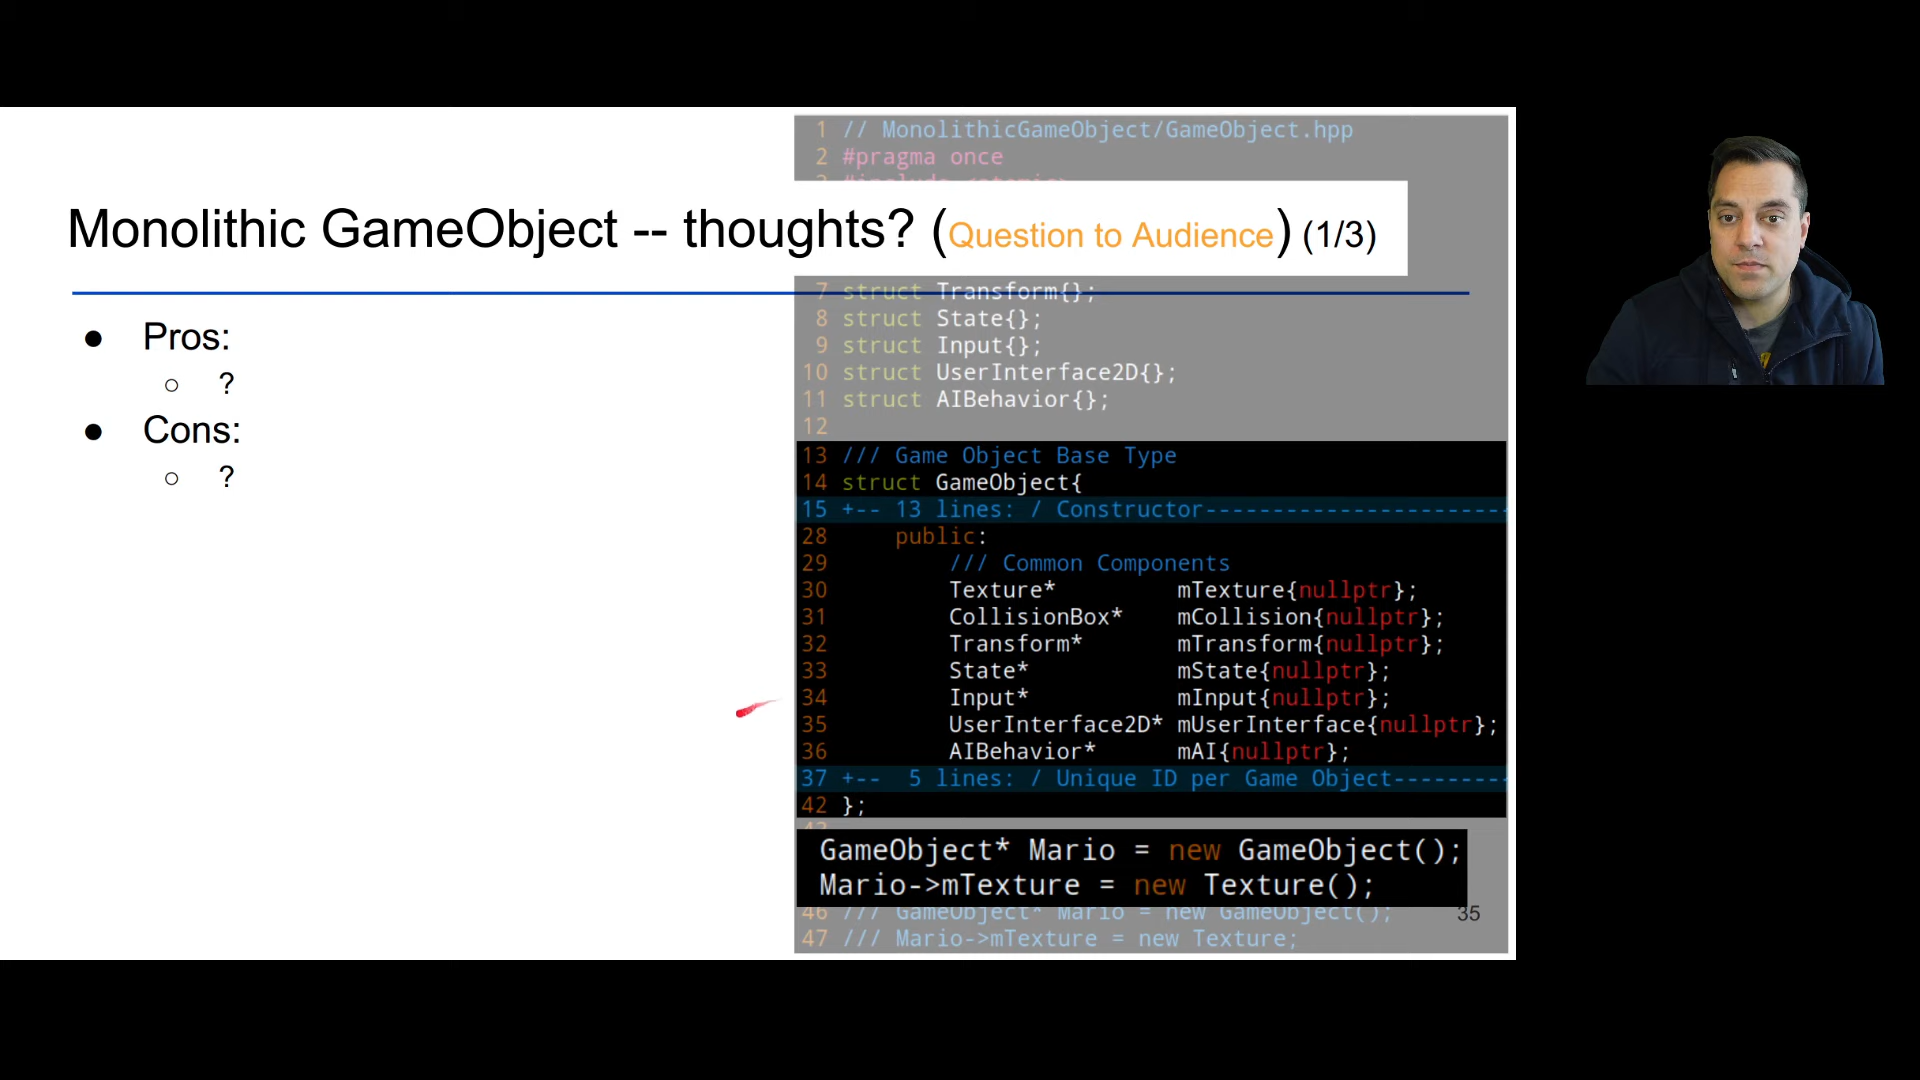 1 // MonolithicGameObject/GameObject.hpp
2 #pragma once
Monolithic GameObject -- thoughts? (Question to Audience) (1/3)
7 struct Transform{};
8 struct State{};
9 struct Input{};
10 struct UserInterface2D{};
11 struct AIBehavior{};
12
● Pros:
○ ?
● Cons:
○ ?
13 /// Game Object Base Type
14 struct GameObject{
15 +-- 13 lines: / Constructor----------------------
28 public:
29 /// Common Components
30 Texture* mTexture{nullptr};
31 CollisionBox* mCollision{nullptr};
32 Transform* mTransform{nullptr};
33 State* mState{nullptr};
34 Input* mInput{nullptr};
35 UserInterface2D* mUserInterface{nullptr};
36 AIBehavior* mAI{nullptr};
37 +-- 5 lines: / Unique ID per Game Object---------
42 };
GameObject* Mario = new GameObject();
Mario->mTexture = new Texture();
46 /// GameObject* Mario = new GameObject();
47 /// Mario->mTexture = new Texture;
35